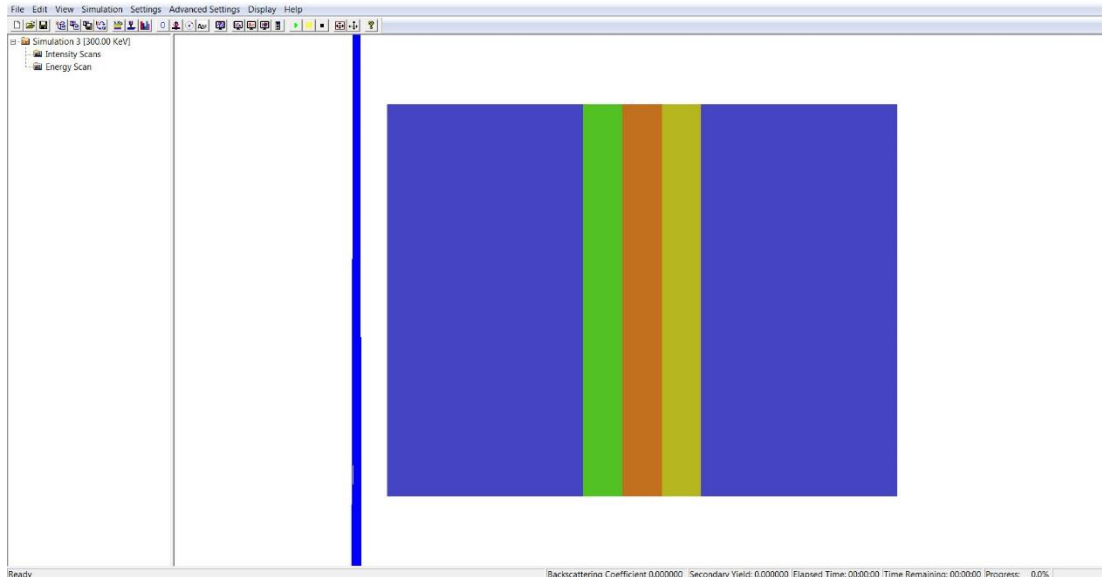 File Edit View Simulation Settings Advanced Settings Display Help
Simulation 3 [300.00 KeV]
Intensity Scans
Energy Scan
Ready Backscattering Coefficient 0.000000 Secondary Yield: 0.000000 Elapsed Time: 00:00:00 Time Remaining: 00:00:00 Progress: 0.0%